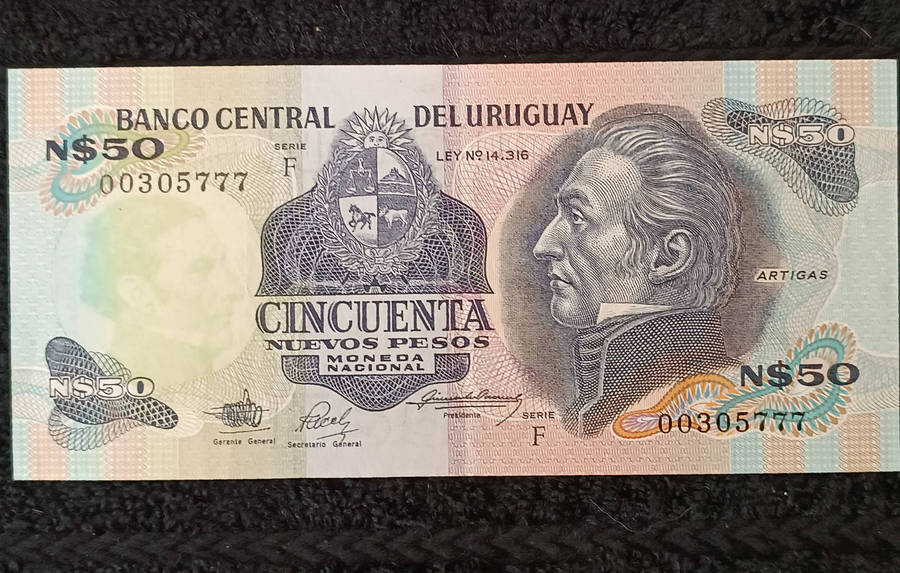 BANCO CENTRAL DEL URUGUAY
N$50
SERIE
F
LEY Nº 14.316
N$50
00305777
ARTIGAS
CINCUENTA
NUEVOS PESOS
MONEDA
NACIONAL
N$50
N$50
Gerente General
Secretario General
Presidente
SERIE
F
00305777